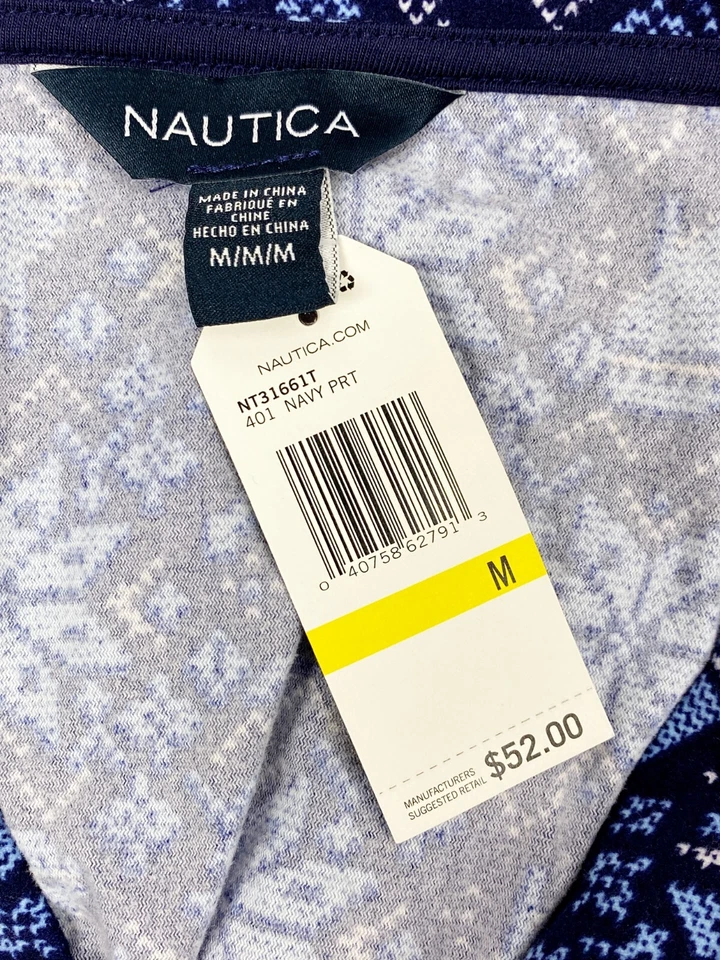 NAUTICA
MADE IN CHINA
FABRIQUÉ EN
CHINE
HECHO EN CHINA
M/M/M
NAUTICA.COM
NT31661T
401 NAVY PRT
0 40758 62791 3
M
MANUFACTURERS
SUGGESTED RETAIL $52.00